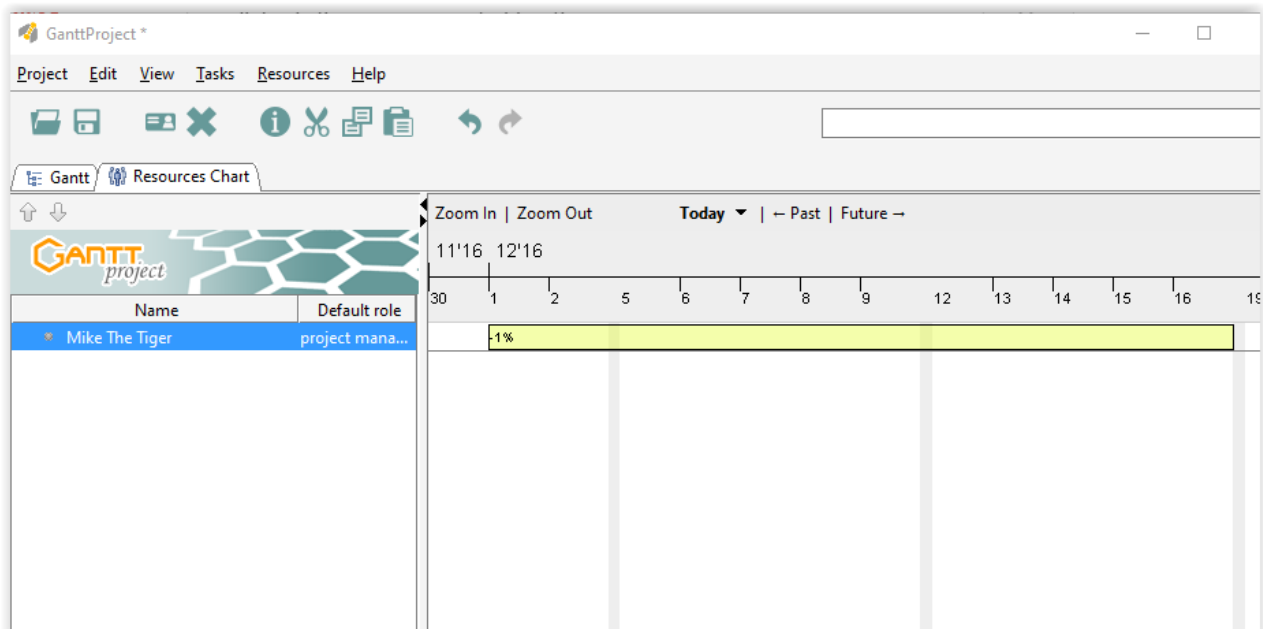 GanttProject *
Project Edit View Tasks Resources Help
Gantt Resources Chart
Zoom In | Zoom Out Today | ← Past | Future →
GANTT
project
11'16 12'16
30 1 2 5 6 7 8 9 12 13 14 15 16 19
Name Default role
Mike The Tiger project mana...
-1%